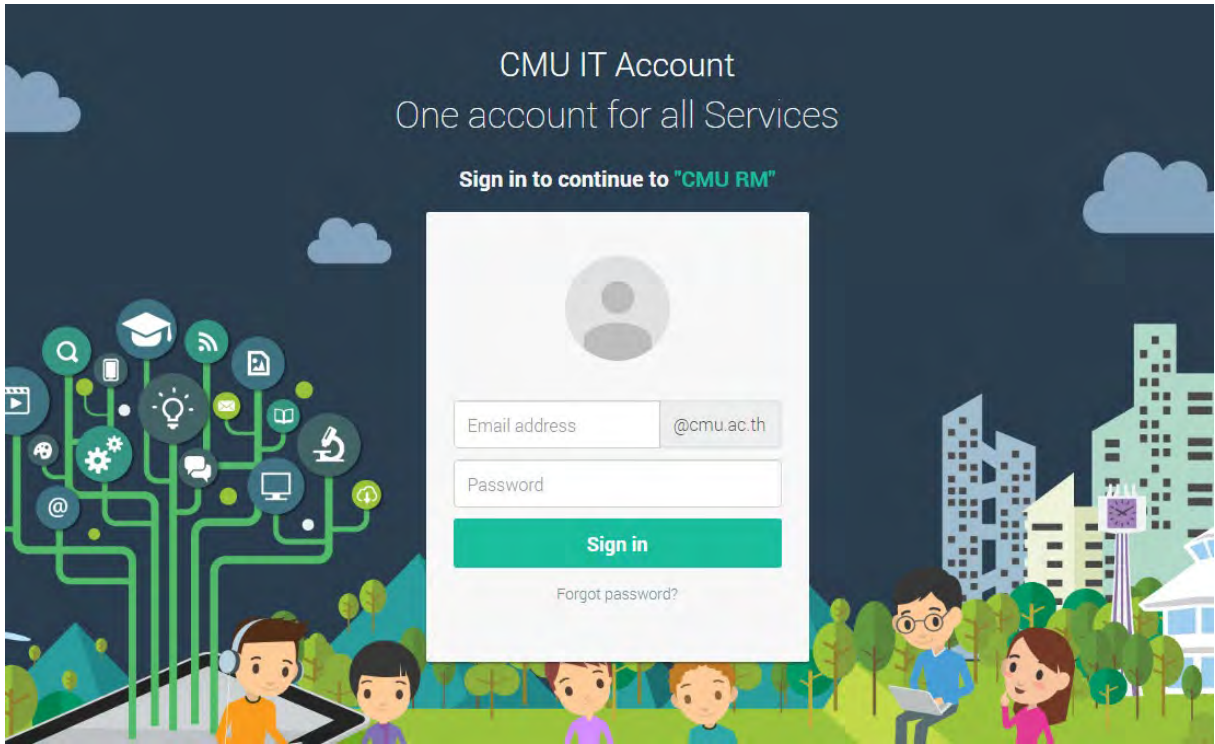 CMU IT Account
One account for all Services
Sign in to continue to "CMU RM"
Email address @cmu.ac.th
Password
Sign in
Forgot password?